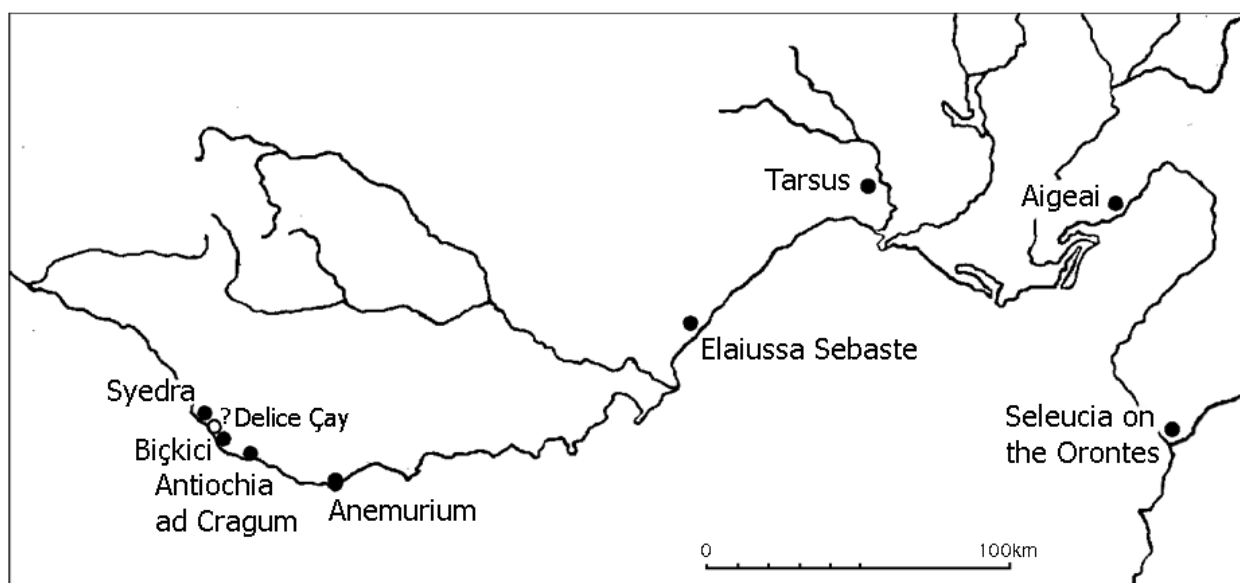 Tarsus
Aigeai
Elaiussa Sebaste
Syedra
?Delice Çay
Biçkici
Antiochia
ad Cragum
Anemurium
Seleucia on
the Orontes
0
100km